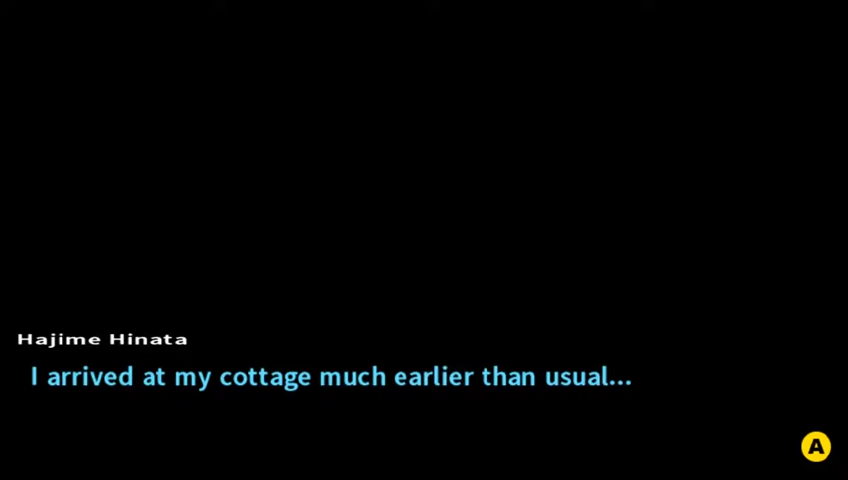 Hajime Hinata
I arrived at my cottage much earlier than usual...
A